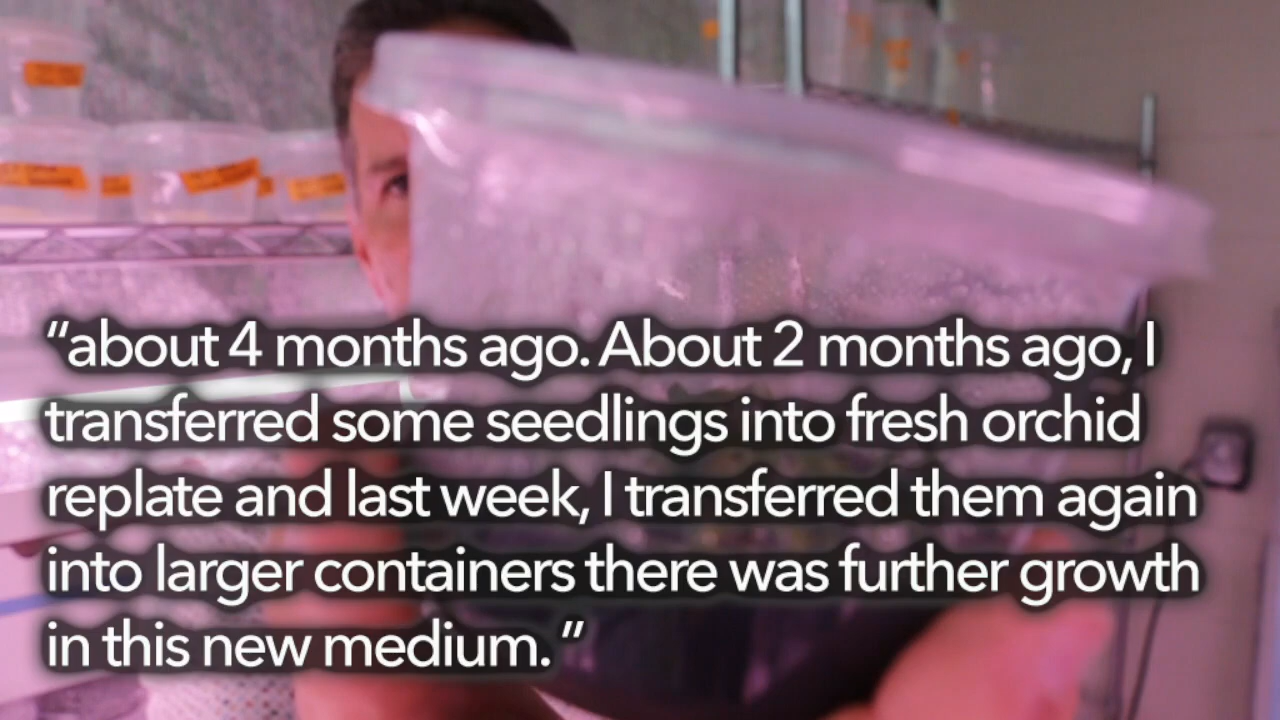 “about 4 months ago. About 2 months ago, I
transferred some seedlings into fresh orchid
replate and last week, I transferred them again
into larger containers there was further growth
in this new medium. ”